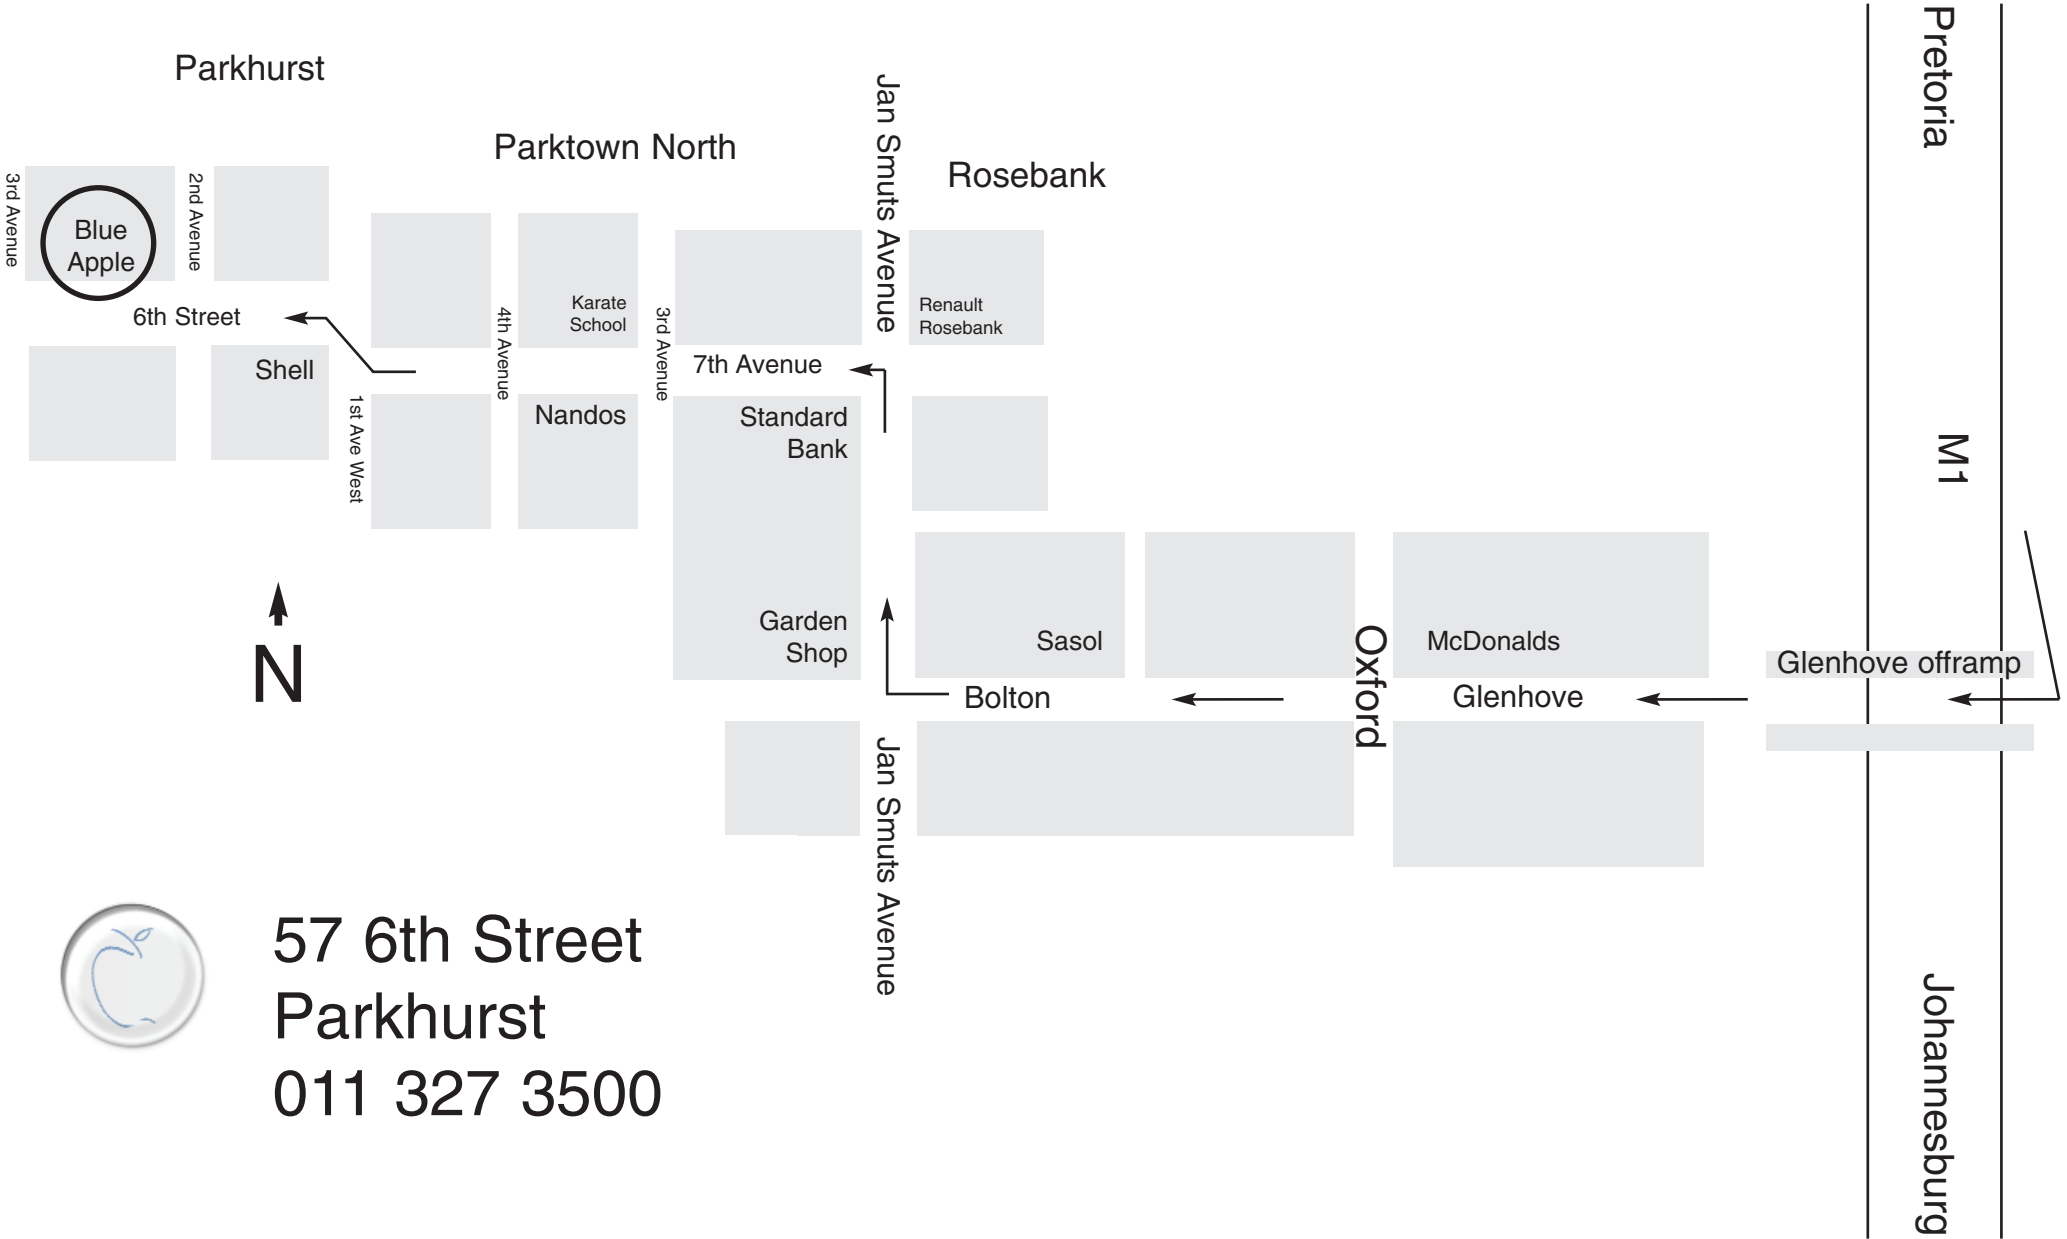 Parkhurst
Parktown North
Rosebank
Jan Smuts Avenue
Pretoria
3rd Avenue
Blue
Apple
2nd Avenue
6th Street
Shell
1st Ave West
4th Avenue
Karate
School
Nandos
3rd Avenue
7th Avenue
Standard
Bank
Renault
Rosebank
M1
N
Garden
Shop
Sasol
Bolton
Oxford
McDonalds
Glenhove
Glenhove offramp
Jan Smuts Avenue
Johannesburg
57 6th Street
Parkhurst
011 327 3500